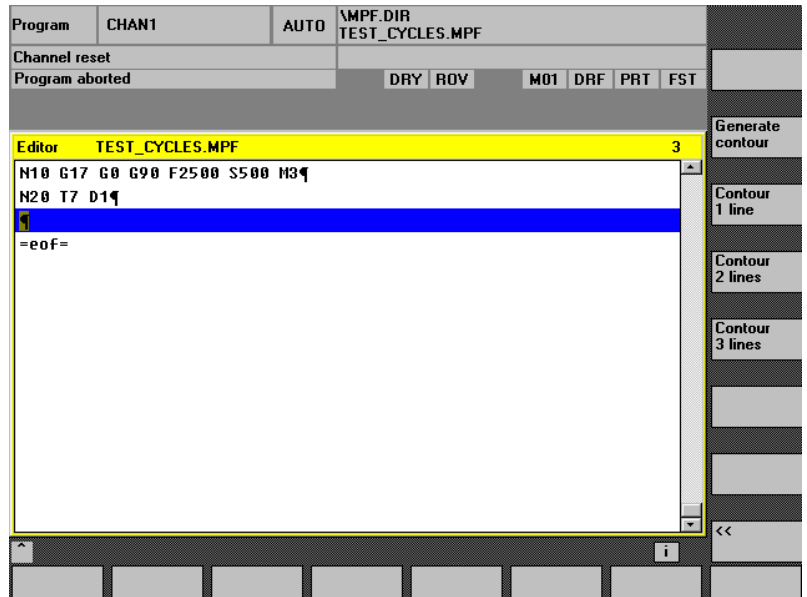 Program CHAN1 AUTO \MPF.DIR
TEST_CYCLES.MPF
Channel reset
Program aborted DRY ROV M01 DRF PRT FST
Editor TEST_CYCLES.MPF 3
N10 G17 G0 G90 F2500 S500 M3¶
N20 T7 D1¶
¶
=eof=
Generate
contour
Contour
1 line
Contour
2 lines
Contour
3 lines
<<
^ i